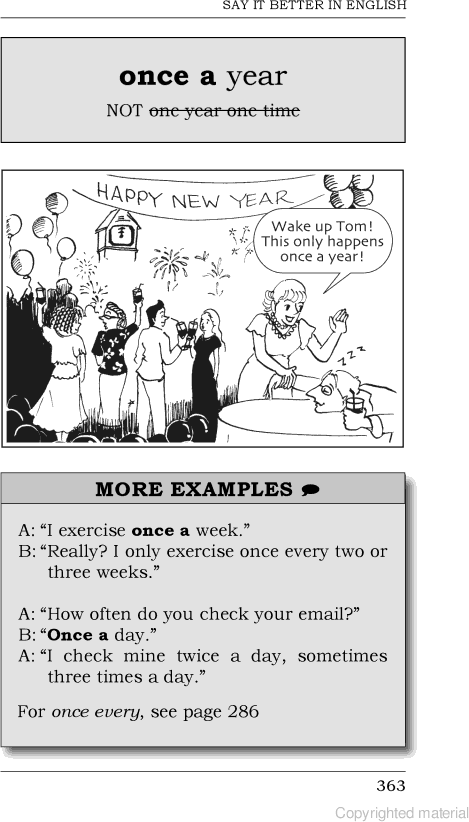 SAY IT BETTER IN ENGLISH
once a year
NOT one year one time
HAPPY NEW YEAR
Wake up Tom!
This only happens
once a year!
z z z
MORE EXAMPLES
A: “I exercise once a week.”
B: “Really? I only exercise once every two or
three weeks.”
A: “How often do you check your email?”
B: “Once a day.”
A: “I check mine twice a day, sometimes
three times a day.”
For once every, see page 286
363
Copyrighted material